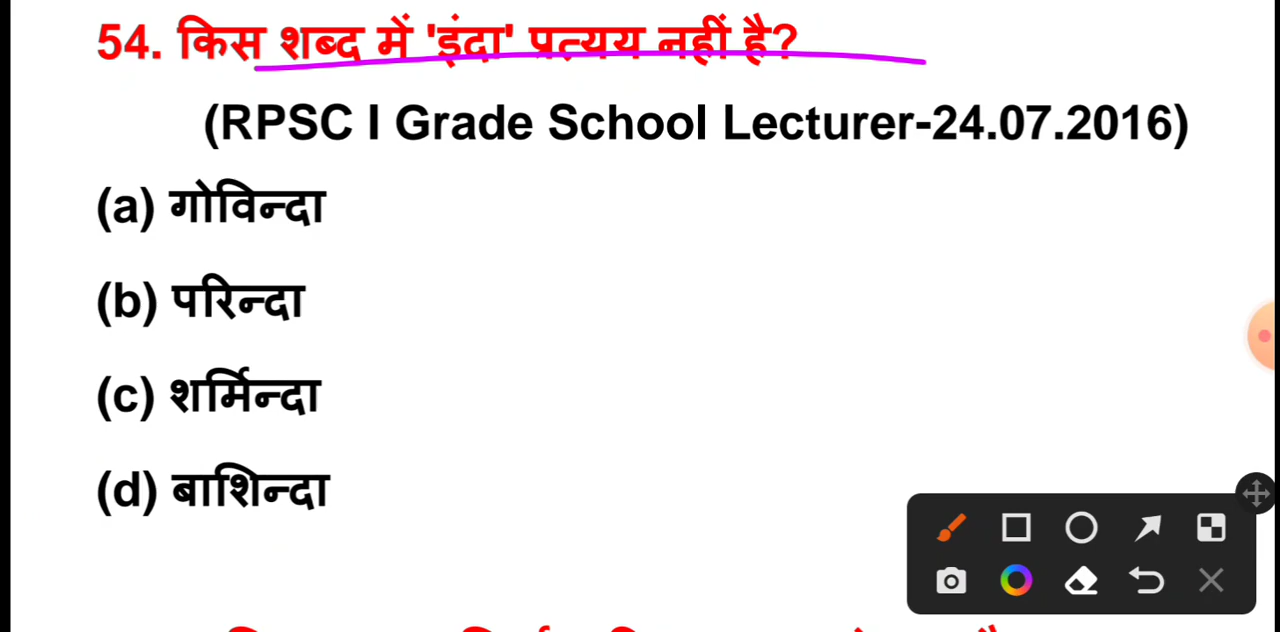 54. किस शब्द में 'इंदा' प्रत्यय नहीं है?
(RPSC I Grade School Lecturer-24.07.2016)
(a) गोविन्दा
(b) परिन्दा
(c) शर्मिन्दा
(d) बाशिन्दा